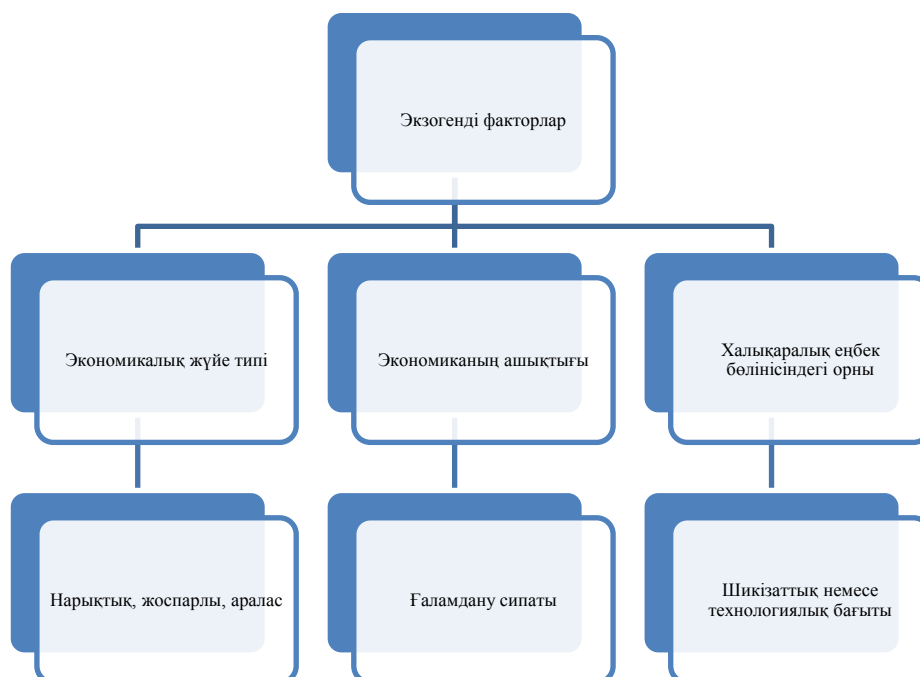 Экзогенді факторлар
Экономикалық жүйе типі
Экономиканың ашықтығы
Халықаралық еңбек
бөлінісіндегі орны
Нарықтық, жоспарлы, аралас
Ғаламдану сипаты
Шикізаттық немесе
технологиялық бағыты